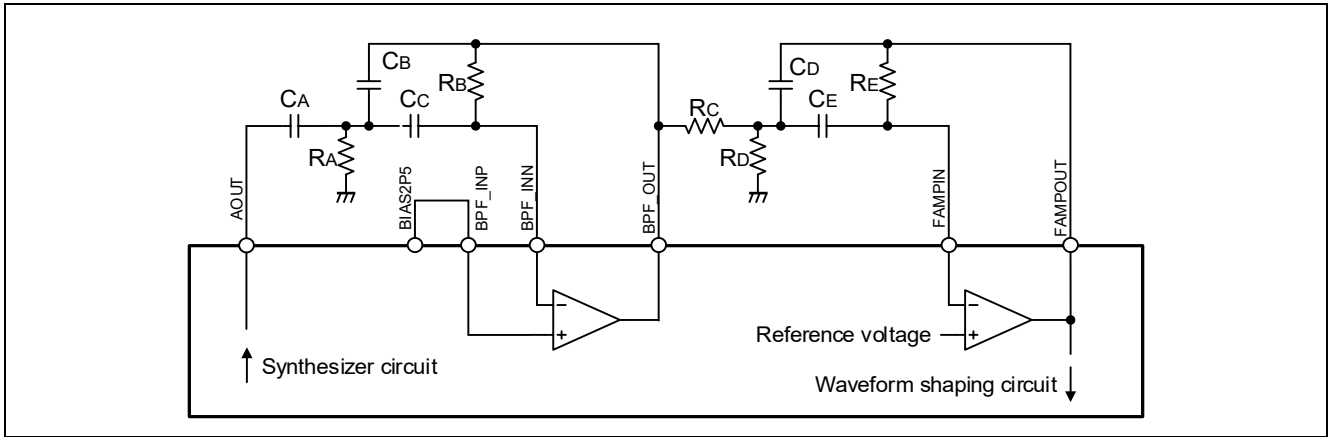 CB
RB
CD
RE
CA
CC
RC
CE
RA
RD
AOUT
BIAS2P5
BPF_INP
BPF_INN
BPF_OUT
FAMPIN
FAMPOUT
−
+
−
+
Reference voltage
Synthesizer circuit
Waveform shaping circuit